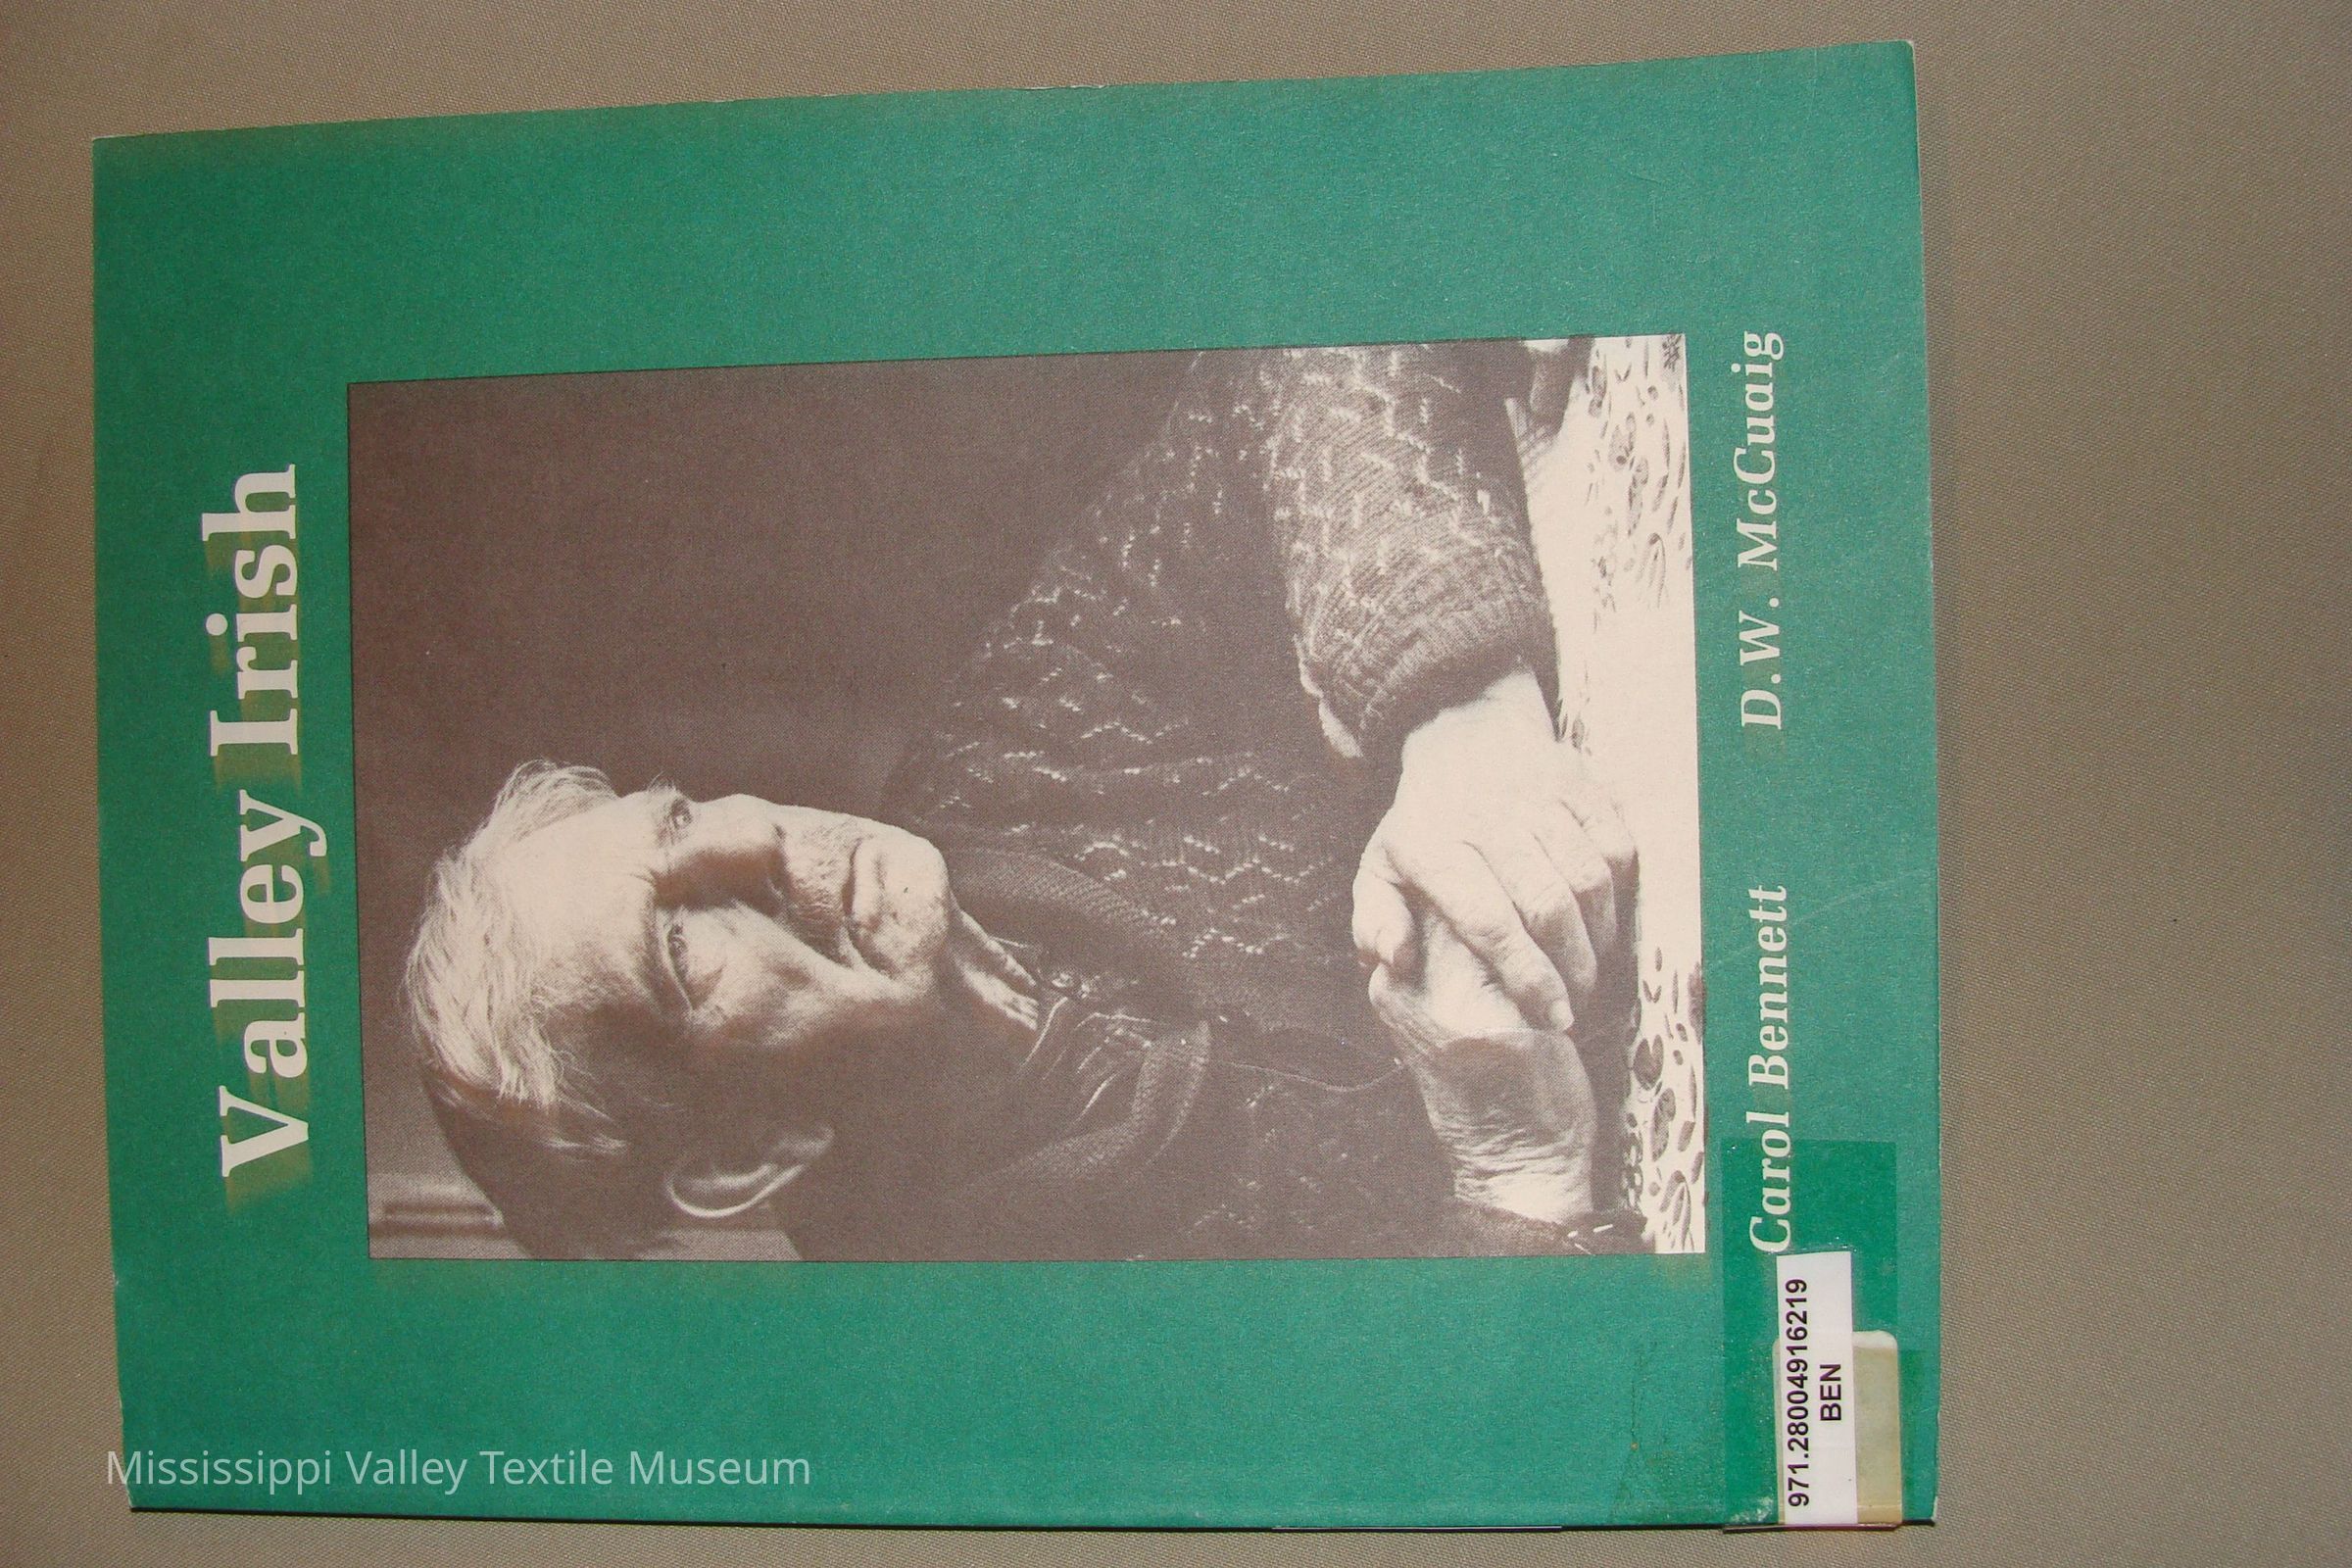 Valley Irish
Carol Bennett D.W. McCuaig
971.28004916219
BEN
Mississippi Valley Textile Museum